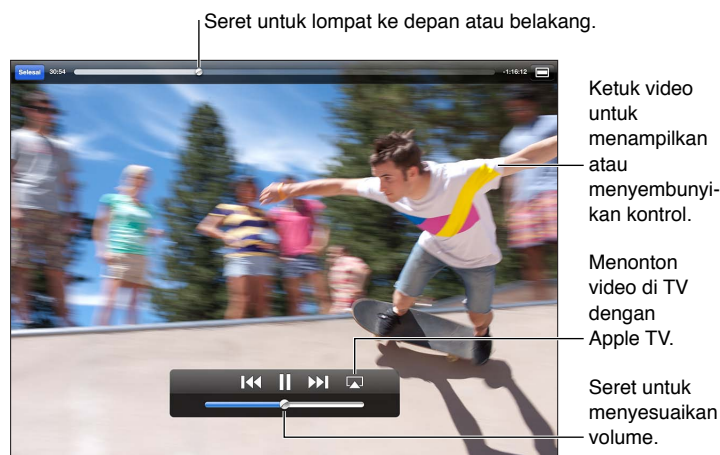 Seret untuk lompat ke depan atau belakang.
Selesai 30:54 -1:16:12
Ketuk video
untuk
menampilkan
atau
menyembunyi-
kan kontrol.
Menonton
video di TV
dengan
Apple TV.
Seret untuk
menyesuaikan
volume.